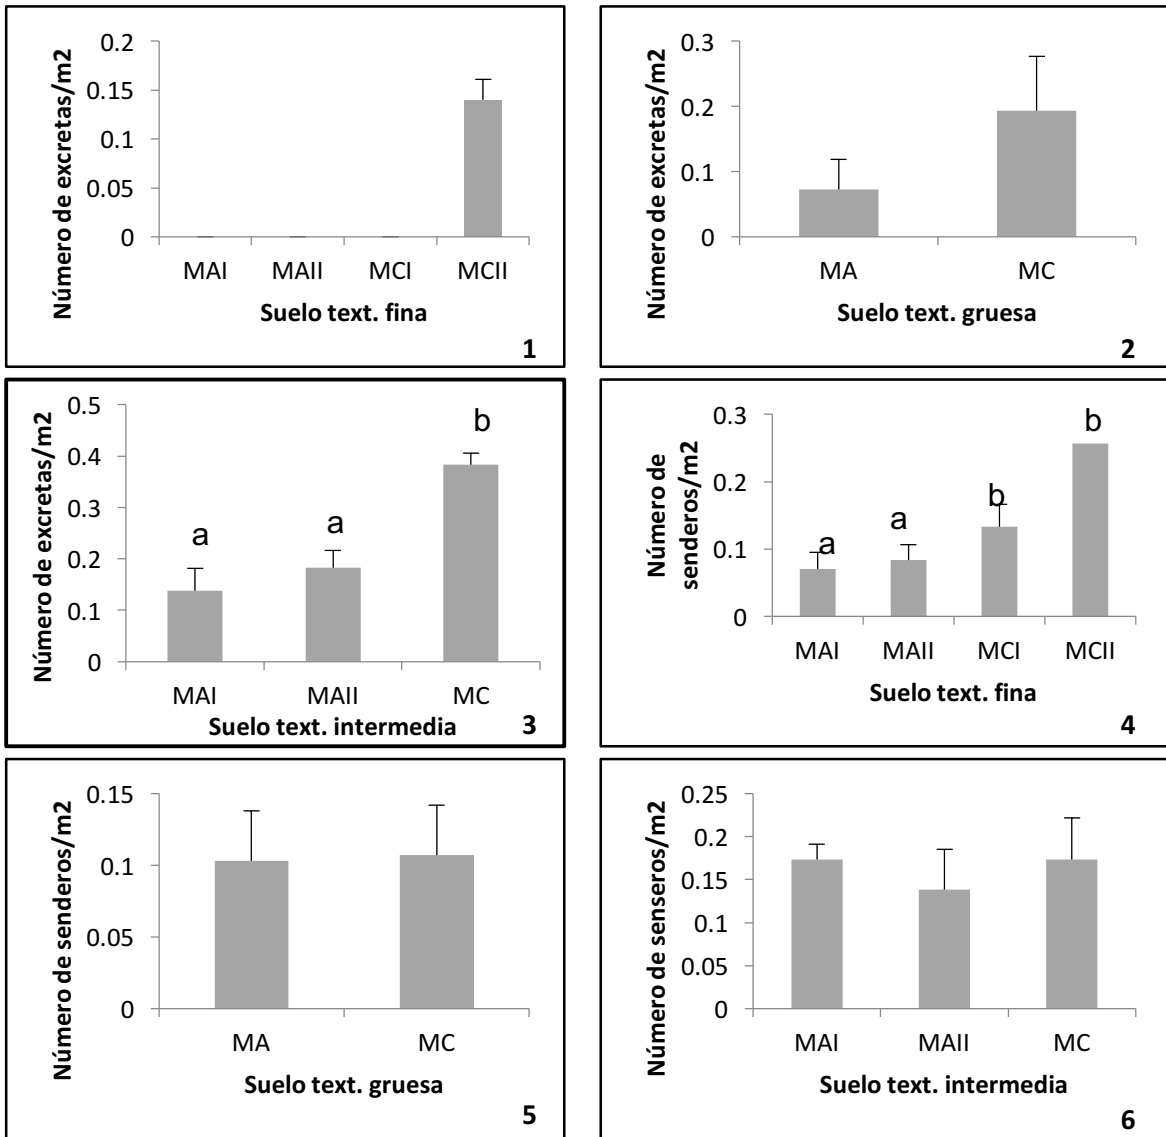 Número de excretas/m2
0.2
0.15
0.1
0.05
0
MAI MAII MCI MCII
Suelo text. fina
1
Número de excretas/m2
0.3
0.2
0.1
0
MA MC
Suelo text. gruesa
2
Número de excretas/m2
0.5
0.4
0.3
0.2
0.1
0
a a b
MAI MAII MC
Suelo text. intermedia
3
Número de
senderos/m2
0.3
0.2
0.1
0
a a b b
MAI MAII MCI MCII
Suelo text. fina
4
Número de senderos/m2
0.15
0.1
0.05
0
MA MC
Suelo text. gruesa
5
Número de senseros/m2
0.25
0.2
0.15
0.1
0.05
0
MAI MAII MC
Suelo text. intermedia
6